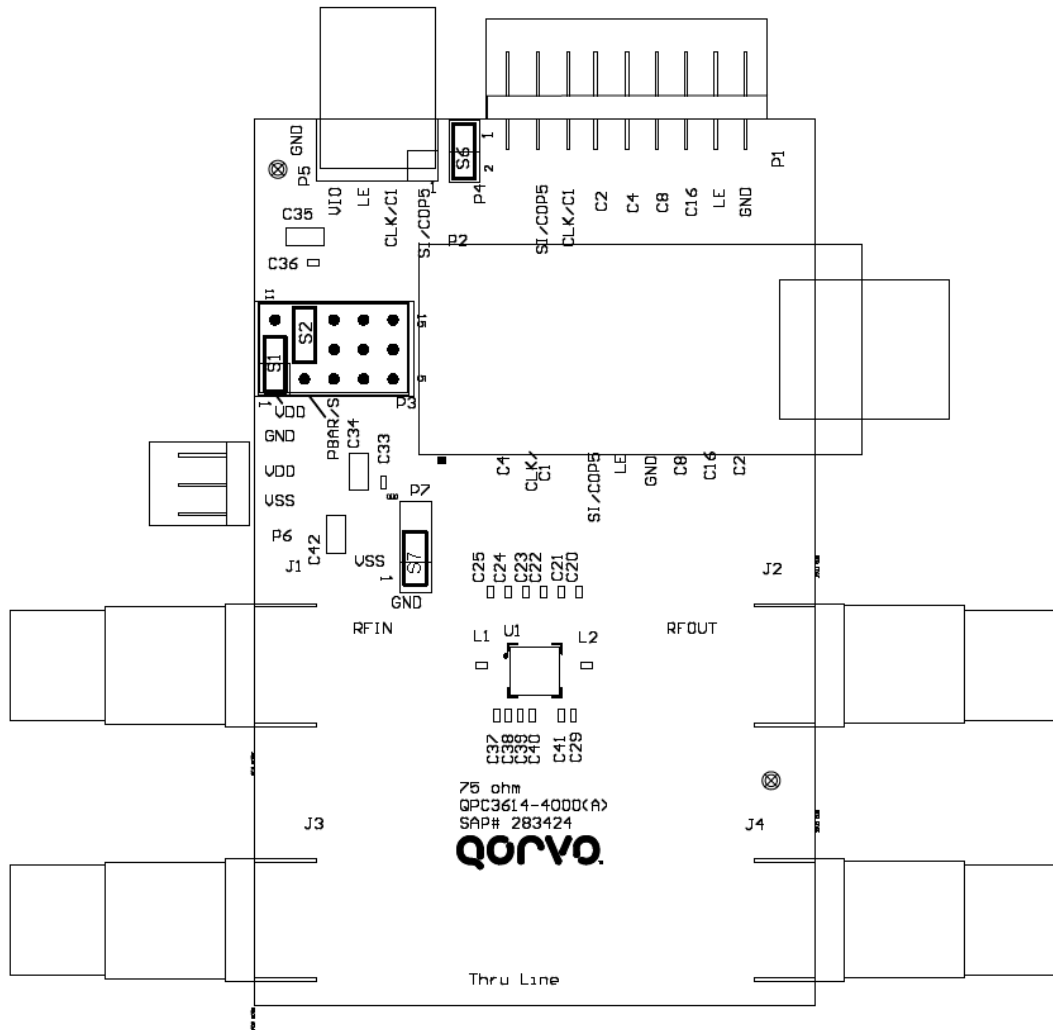 GND
P5
VIO
LE
CLK/C1
SI/COP5
1
S6
1
2
P4
SI/COP5
CLK/C1
C2
C4
C8
C16
LE
GND
P1
C35
C36
P2
11
15
S2
S1
5
1
VDD
PBAR/S
P3
GND
VDD
VSS
P6
C34
C33
P7
C42
J1
VSS
S7
1
GND
C4
CLK/
C1
SI/COP5
LE
GND
C8
C16
C2
C25
C24
C23
C22
C21
C20
J2
RFIN
RFOUT
L1
U1
L2
C37
C38
C39
C40
C41
C29
75 ohm
QPC3614-4000(A)
SAP# 283424
QORVO
J3
J4
Thru Line